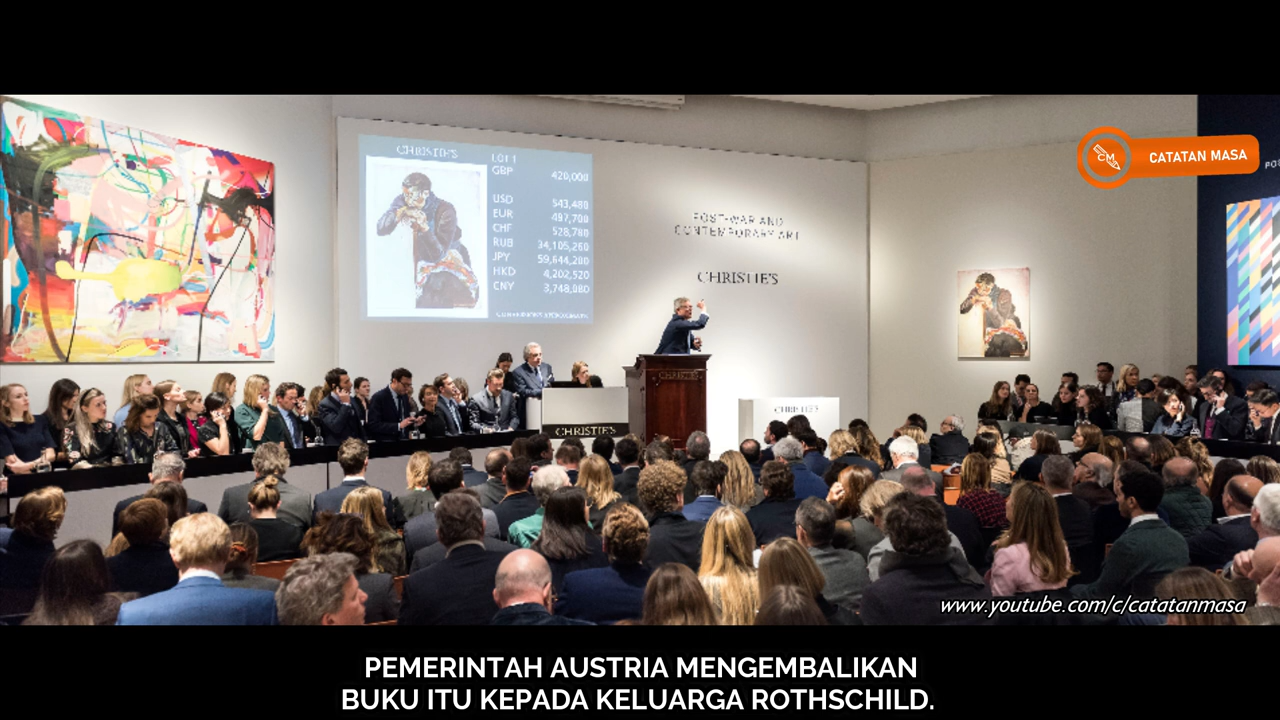 CATATAN MASA
CM
CHRISTIE'S
LOT 1
GBP 420,000
USD 543,480
EUR 497,700
CHF 528,780
RUB 34,105,260
JPY 59,644,200
HKD 4,202,520
CNY 3,748,080
POST-WAR AND
CONTEMPORARY ART
CHRISTIE'S
CHRISTIE'S
CHRISTIE'S
CHRISTIE'S
www.youtube.com/c/catatanmasa
PEMERINTAH AUSTRIA MENGEMBALIKAN
BUKU ITU KEPADA KELUARGA ROTHSCHILD.